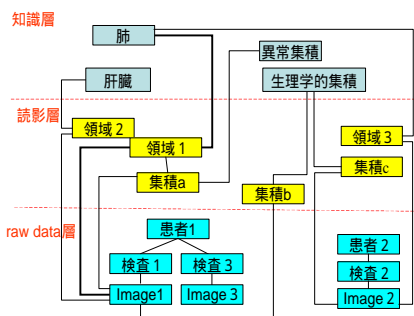 知識層
肺
異常集積
肝臓
生理学的集積
読影層
領域 2
領域 1
領域 3
集積a
集積b
集積c
raw data層
患者1
検査 1
検査 3
Image1
Image 3
患者 2
検査 2
Image 2